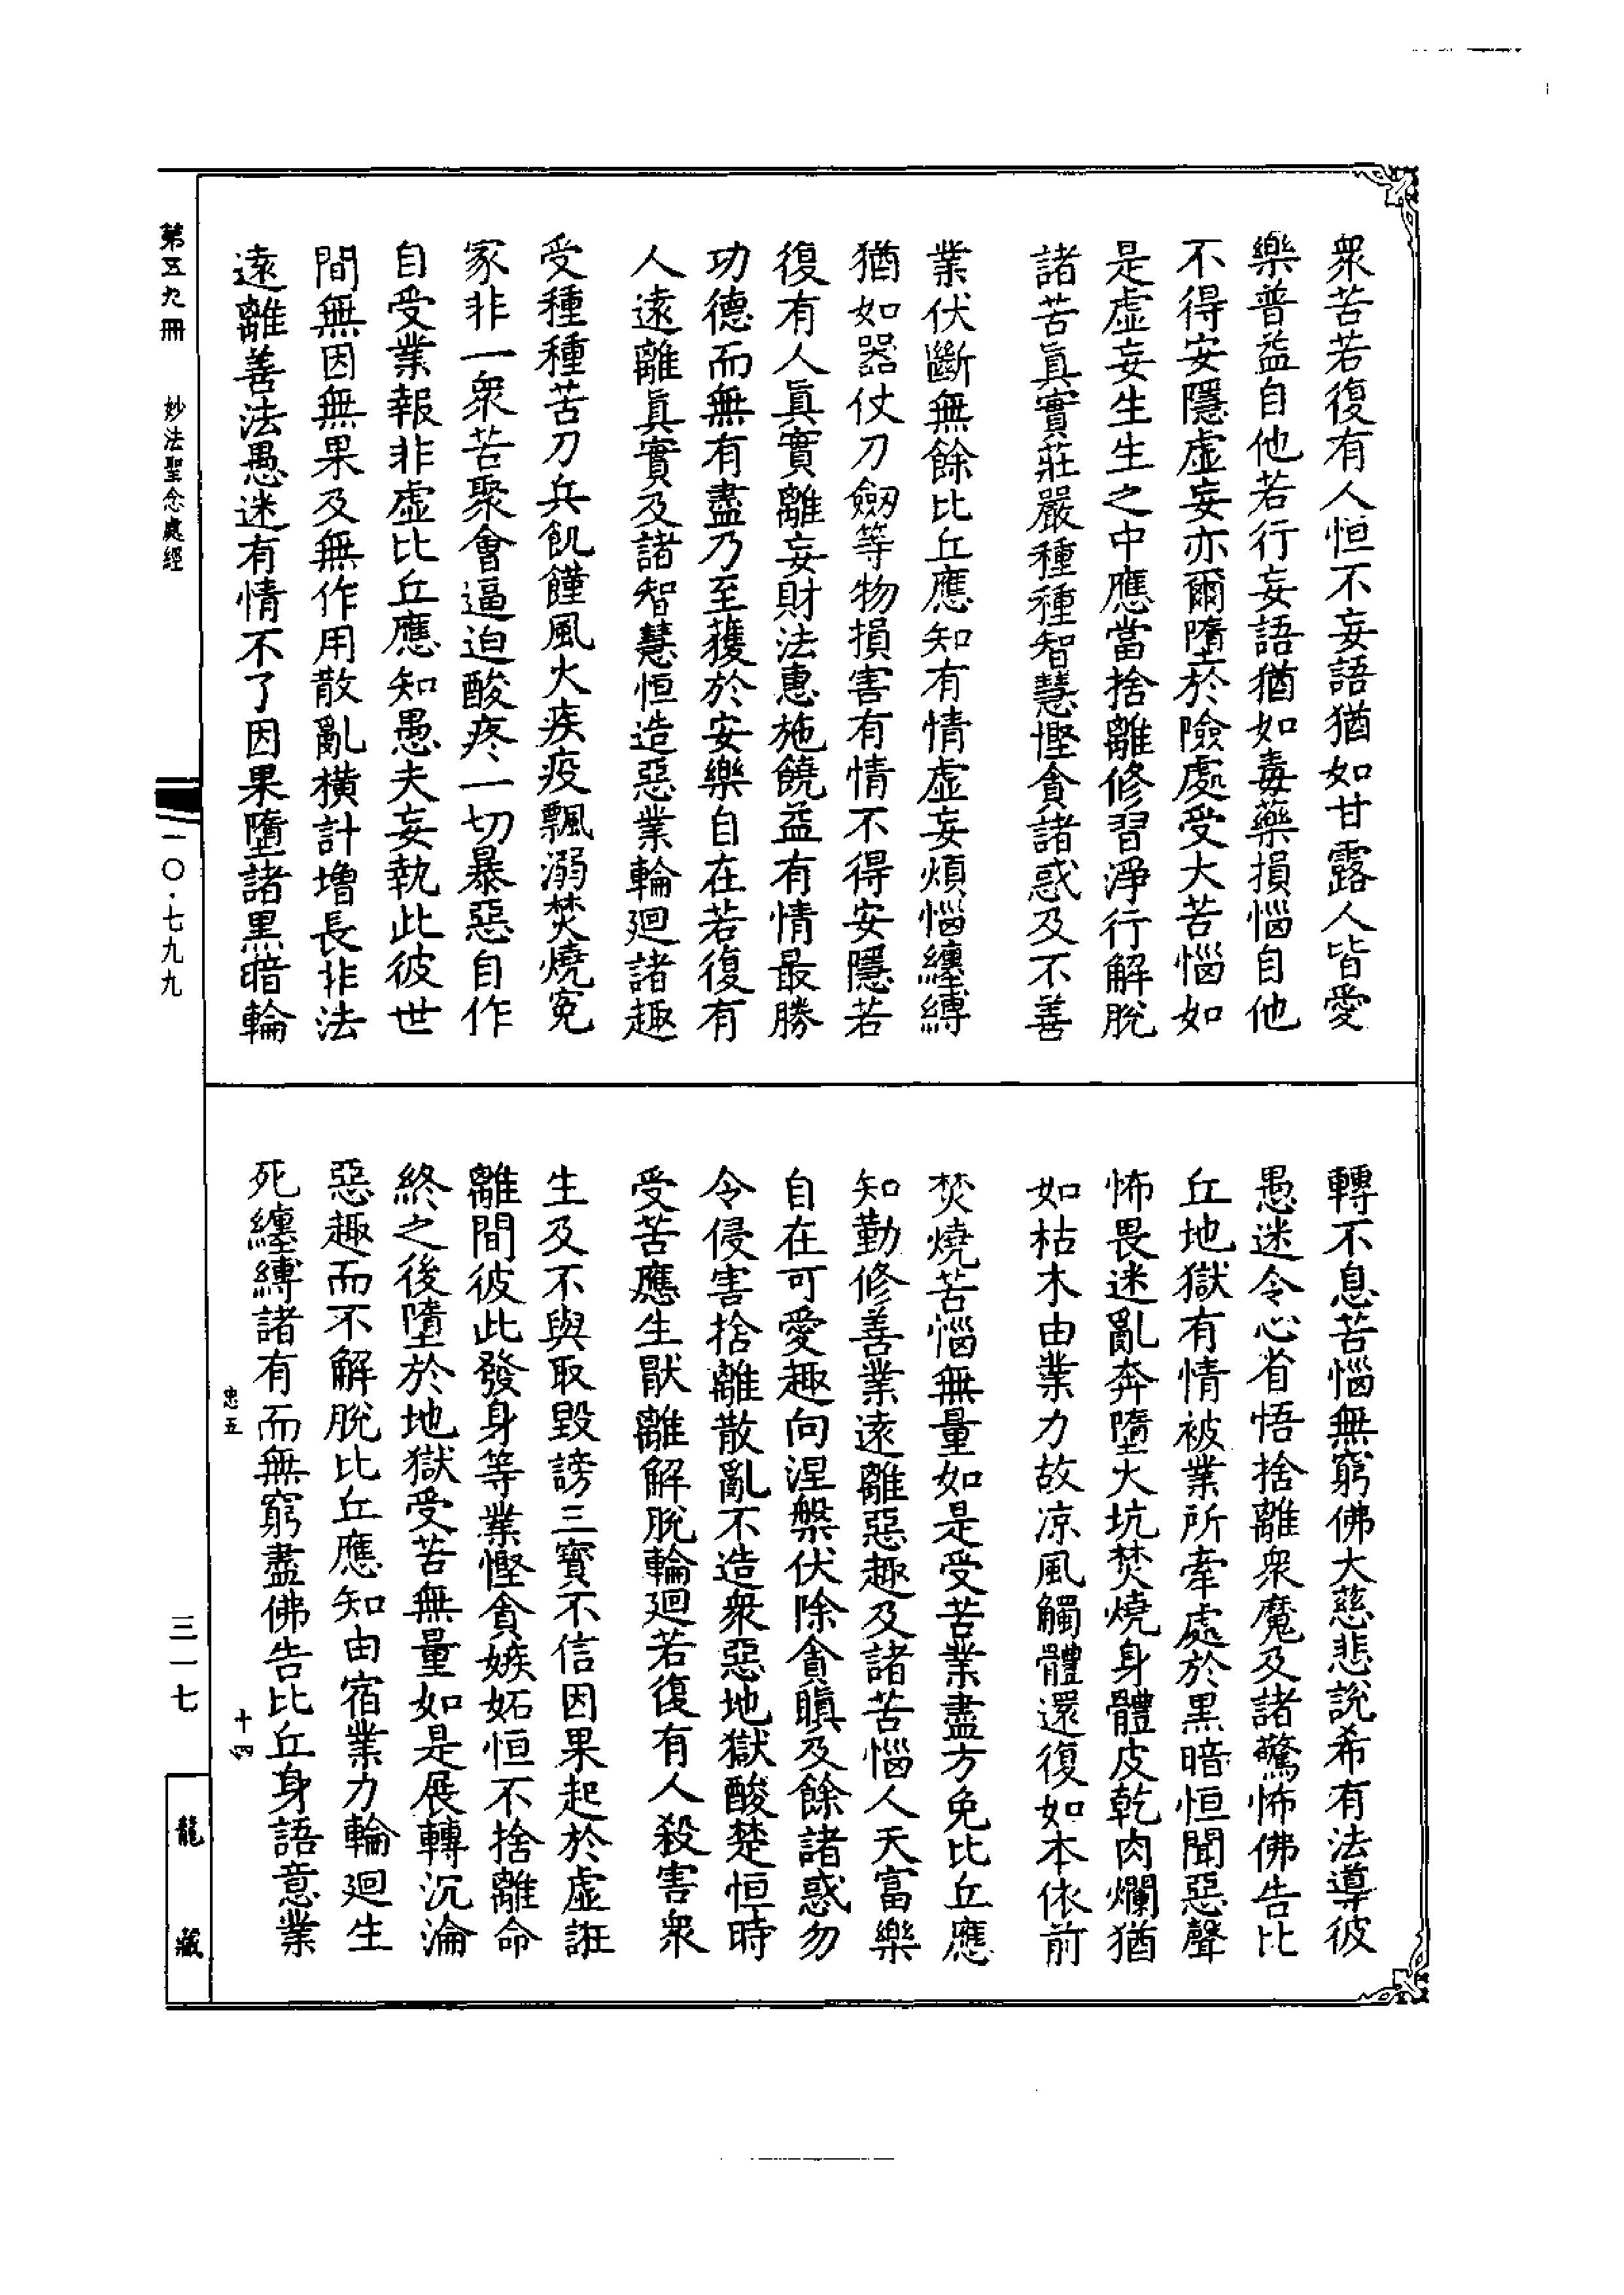 眾苦若復有人恒不妄語猶如甘露人皆愛
樂普益自他若行妄語猶如毒藥損惱自他
不得安隱虛妄亦爾墮於險處受大苦惱如
是虛妄生生之中應當捨離修習淨行解脫
諸苦眞實莊嚴種種智慧慳貪諸惑及不善
業伏斷無餘比丘應知有情虛妄煩惱纏縛
猶如器仗刀劒等物損害有情不得安隱若
復有人眞實離妄財法惠施饒益有情最勝
功德而無有盡乃至獲於安樂自在若復有
人遠離眞實及諸智慧恒造惡業輪迴諸趣
受種種苦刀兵飢饉風火疾疫飄溺焚燒寃
家非一眾苦聚會逼迫酸疼一切暴惡自作
自受業報非虛比丘應知愚夫妄執此彼世
間無因無果及無作用散亂橫計增長非法
遠離善法愚迷有情不了因果墮諸黑暗輪
轉不息苦惱無窮佛大慈悲說希有法導彼
愚迷令心省悟捨離眾魔及諸驚怖佛告比
丘地獄有情被業所牽處於黑暗恒聞惡聲
怖畏迷亂奔墮火坑焚燒身體皮乾肉爛猶
如枯木由業力故凉風觸體還復如本依前
焚燒苦惱無量如是受苦業盡方免比丘應
知勤修善業遠離惡趣及諸苦惱人天富樂
自在可愛趣向涅槃伏除貪瞋及餘諸惑勿
令侵害捨離散亂不造眾惡地獄酸楚恒時
受苦應生厭離解脫輪迴若復有人殺害眾
生及不與取毀謗三寶不信因果起於虛誑
離間彼此發身等業慳貪嫉妬恒不捨離命
終之後墮於地獄受苦無量如是展轉沉淪
惡趣而不解脫比丘應知由宿業力輪迴生
死纏縛諸有而無窮盡佛告比丘身語意業
忠五
十四
第五九冊
妙法聖念處經
一〇·七九九
三一七
龍藏